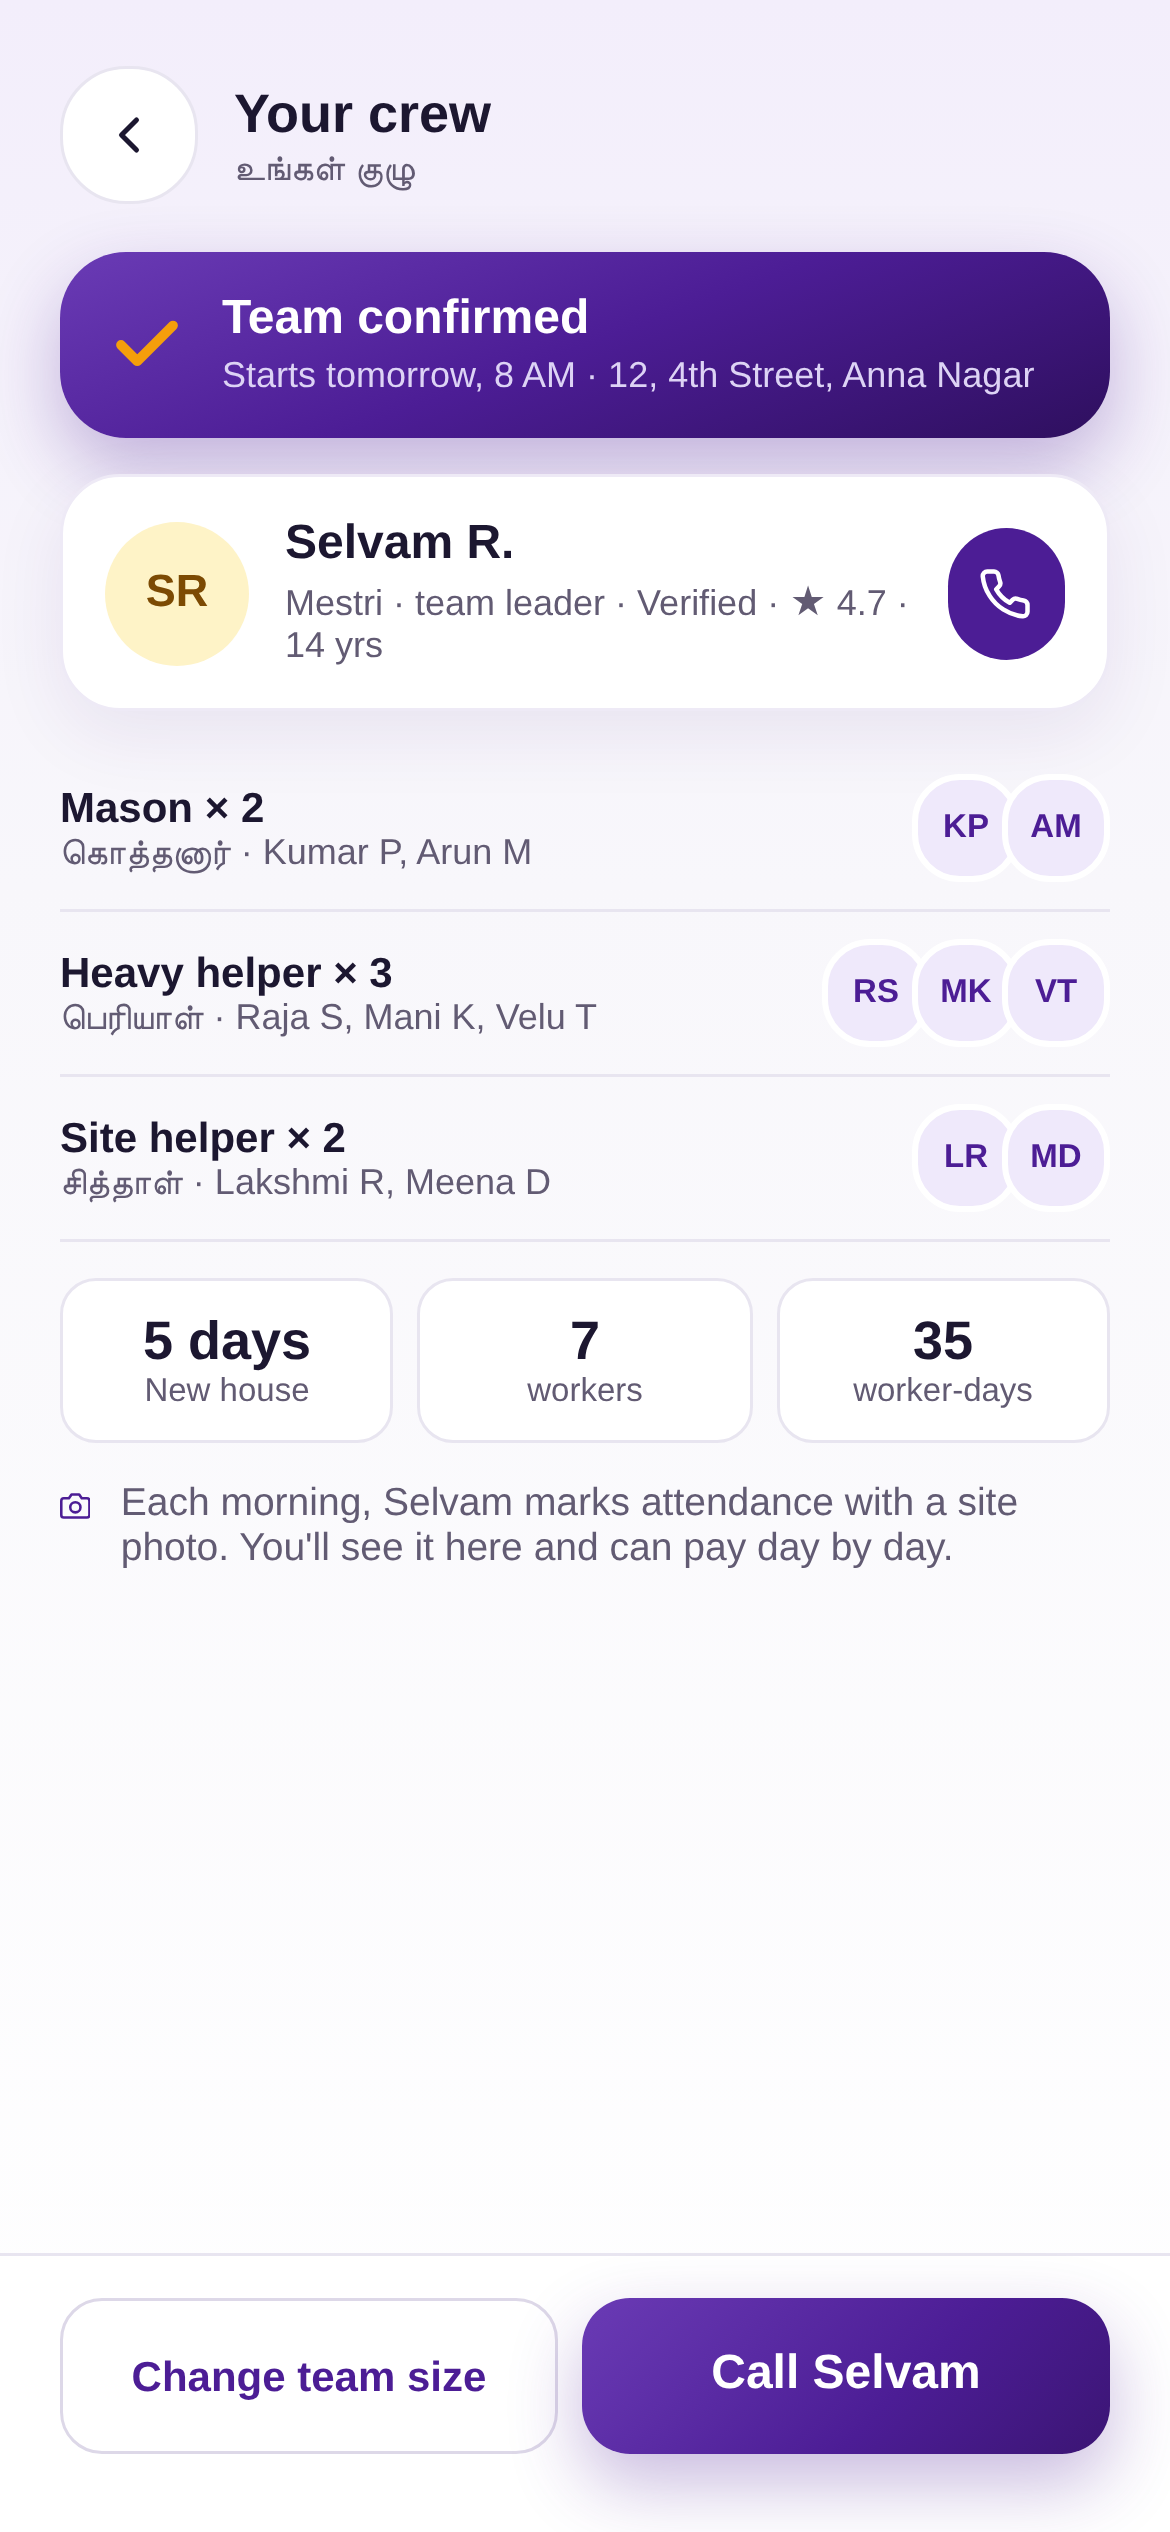 Your crew
உங்கள் குழு
Team confirmed
Starts tomorrow, 8 AM · 12, 4th Street, Anna Nagar
SR
Selvam R.
Mestri · team leader · Verified · ★ 4.7 ·
14 yrs
Mason × 2
கொத்தனார் · Kumar P, Arun M
KP AM
Heavy helper × 3
பெரியாள் · Raja S, Mani K, Velu T
RS MK VT
Site helper × 2
சித்தாள் · Lakshmi R, Meena D
LR MD
5 days
New house
7
workers
35
worker-days
Each morning, Selvam marks attendance with a site
photo. You'll see it here and can pay day by day.
Change team size
Call Selvam